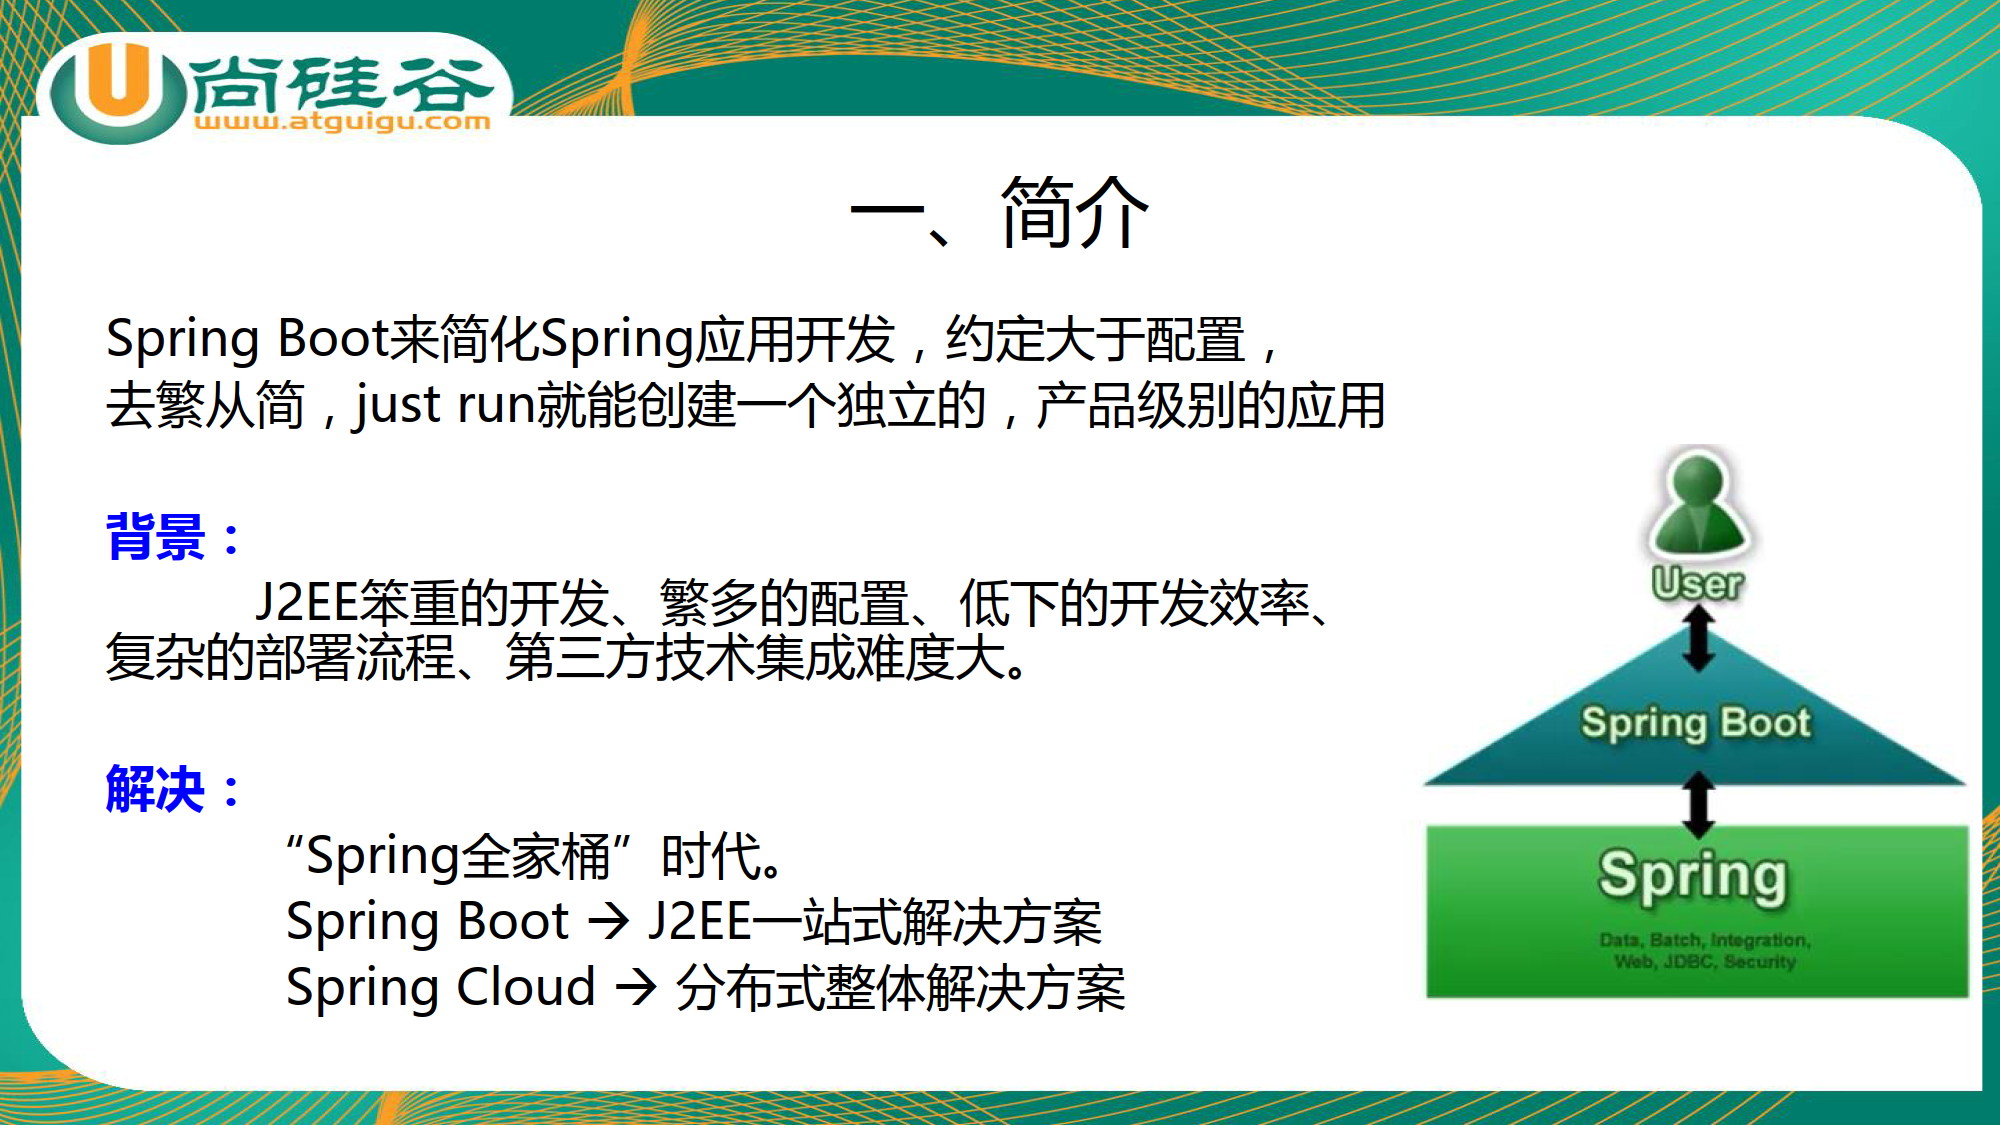 尚硅谷
www.atguigu.com
一、简介
Spring Boot来简化Spring应用开发，约定大于配置，
去繁从简，just run就能创建一个独立的，产品级别的应用
背景：
J2EE笨重的开发、繁多的配置、低下的开发效率、
复杂的部署流程、第三方技术集成难度大。
解决：
“Spring全家桶”时代。
Spring Boot → J2EE一站式解决方案
Spring Cloud → 分布式整体解决方案
User
Spring Boot
Spring
Data, Batch, Integration,
Web, JDBC, Security